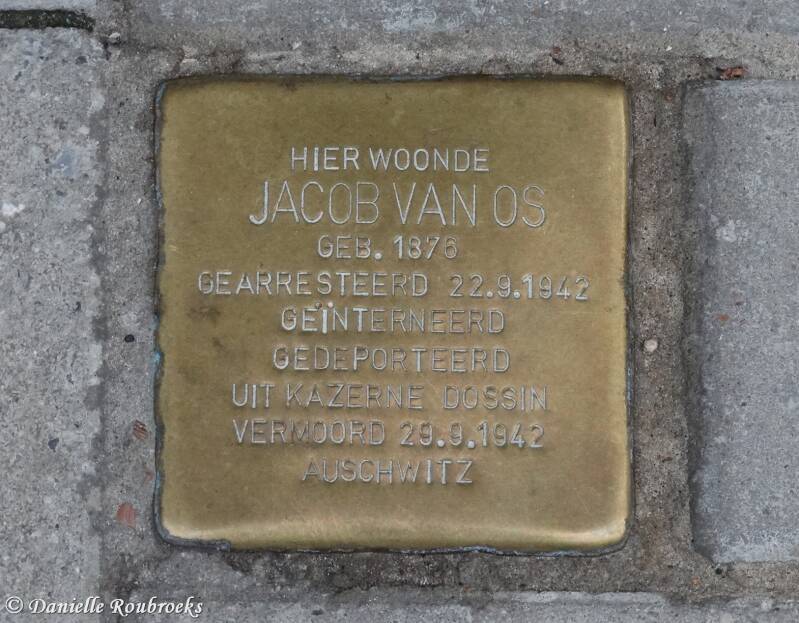 HIER WOONDE
JACOB VAN OS
GEB. 1876
GEARRESTEERD 22.9.1942
GEÏNTERNEERD
GEDEPORTEERD
UIT KAZERNE DOSSIN
VERMOORD 29.9.1942
AUSCHWITZ
© Danielle Roubroeks